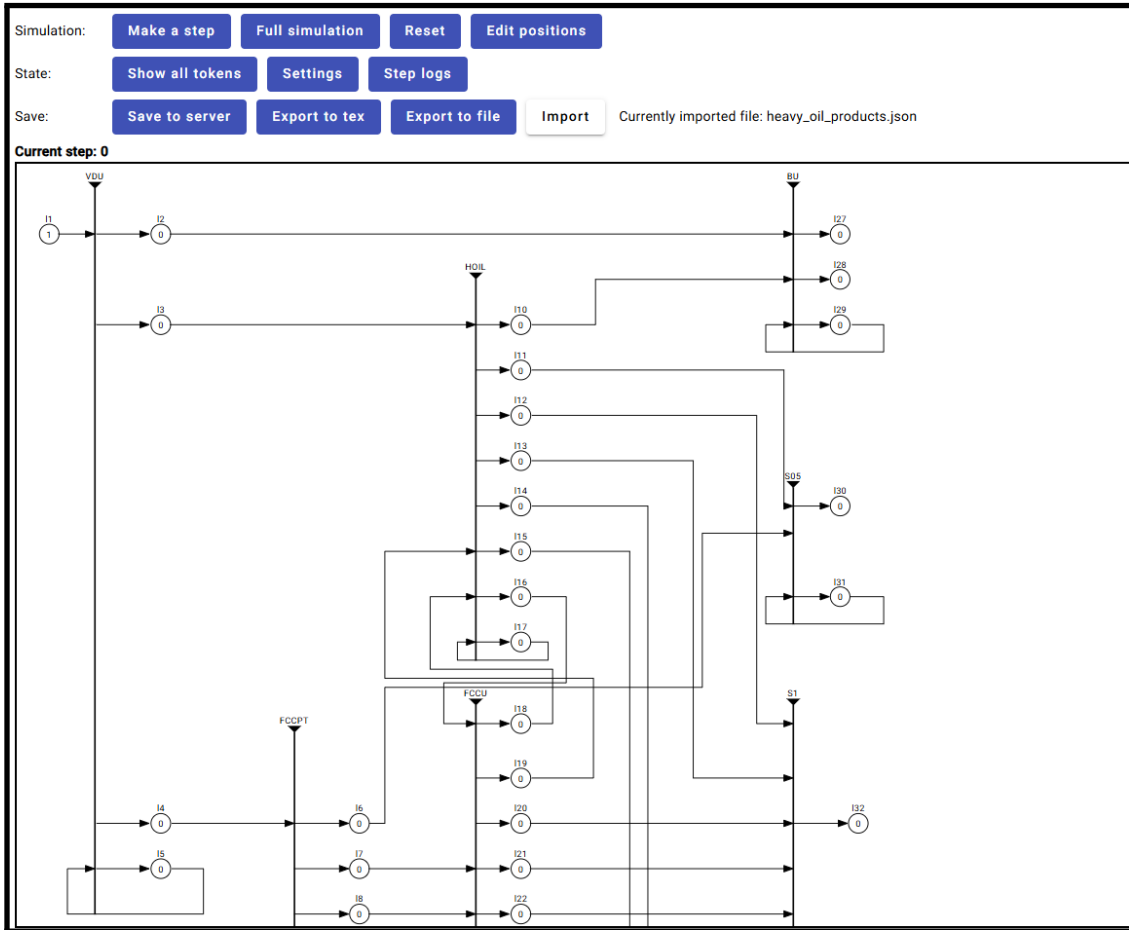 Simulation: Make a step Full simulation Reset Edit positions
State: Show all tokens Settings Step logs
Save: Save to server Export to tex Export to file Import Currently imported file: heavy_oil_products.json
Current step: 0
VDU BU
l1 l2 l27
1 0 0
HOIL l28
0
l3 l10 l29
0 0 0
l11
0
l12
0
l13
0
S05
l14 l30
0 0
l15
0
l16 l31
0 0
l17
0
FCCU S1
l18
FCCPT 0
l19
0
l4 l6 l20 l32
0 0 0 0
l5 l7 l21
0 0 0
l8 l22
0 0